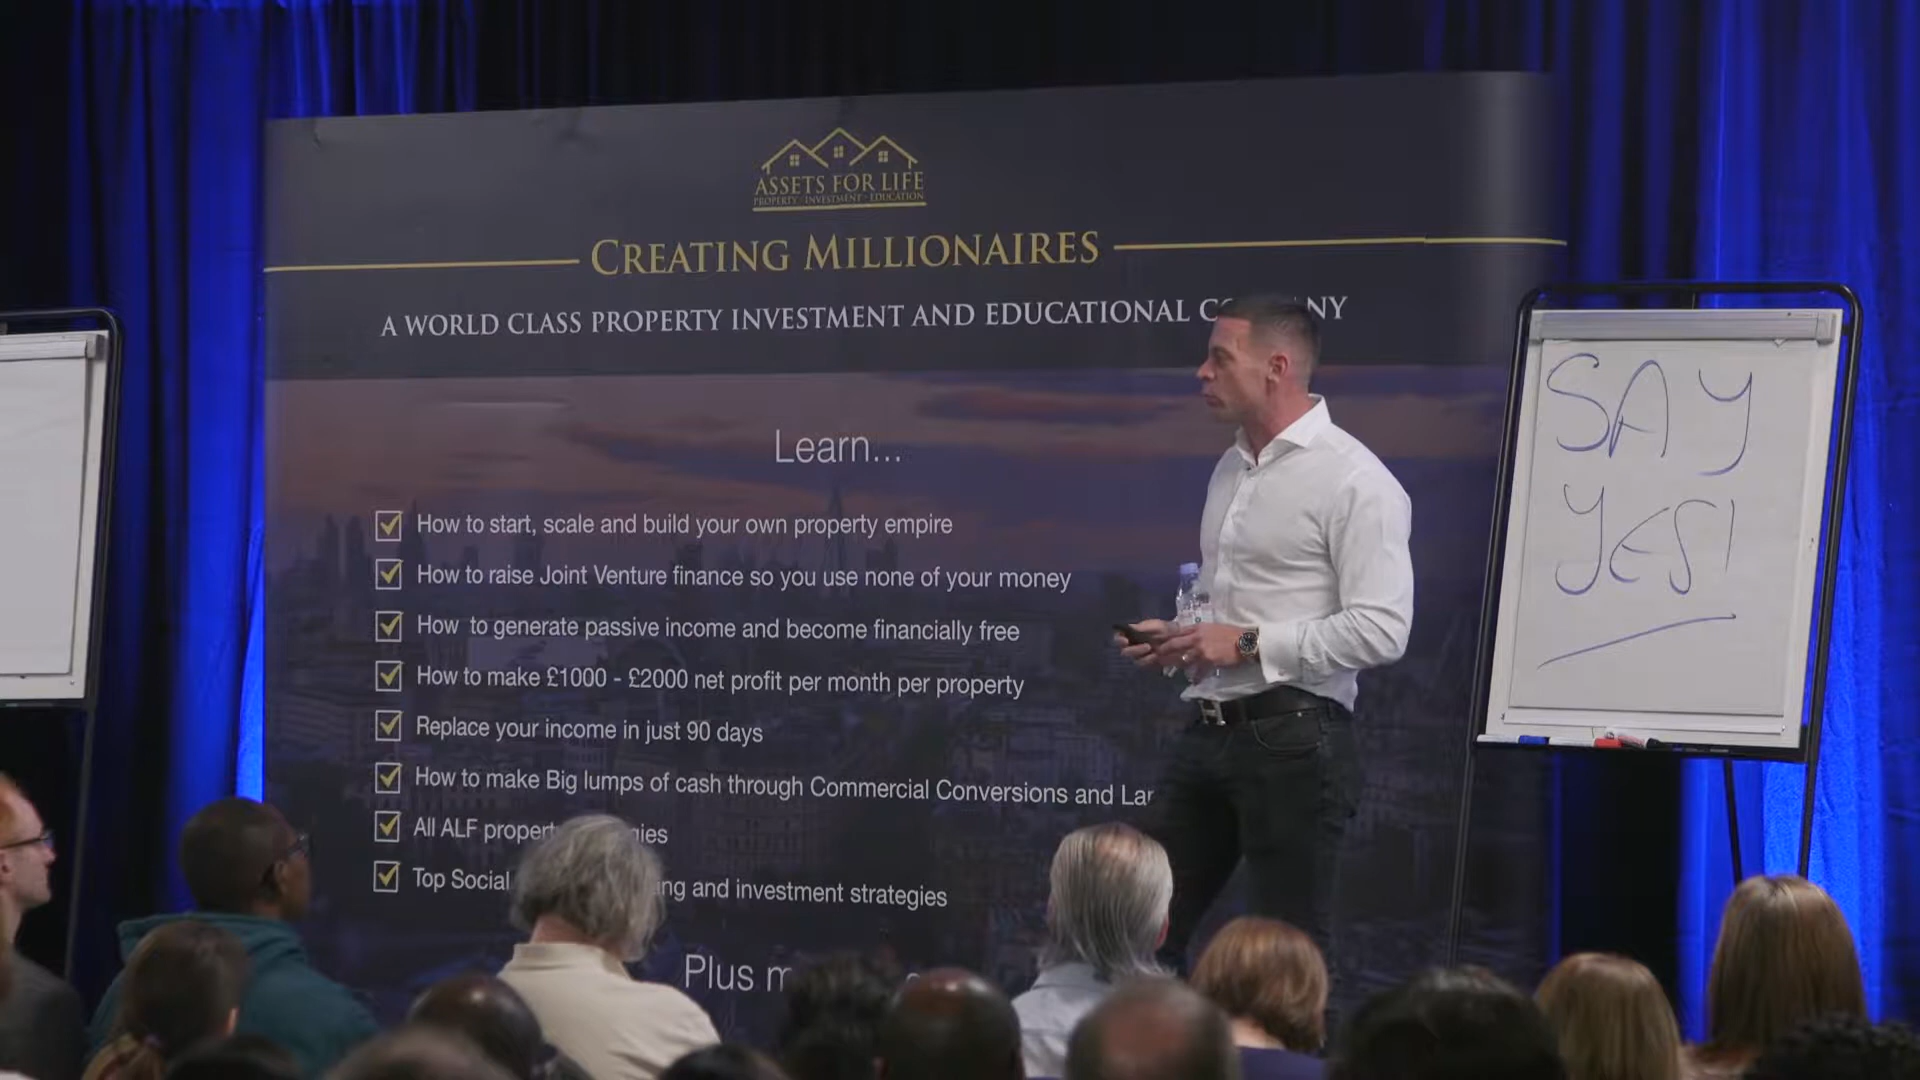 ASSETS FOR LIFE
PROPERTY · INVESTMENT · EDUCATION
CREATING MILLIONAIRES
A WORLD CLASS PROPERTY INVESTMENT AND EDUCATIONAL NY
Learn...
How to start, scale and build your own property empire
How to raise Joint Venture finance so you use none of your money
How to generate passive income and become financially free
How to make £1000 - £2000 net profit per month per property
Replace your income in just 90 days
How to make Big lumps of cash through Commercial Conversions and
All ALF
Top Social and investment strategies
Plus
SAY
YES!